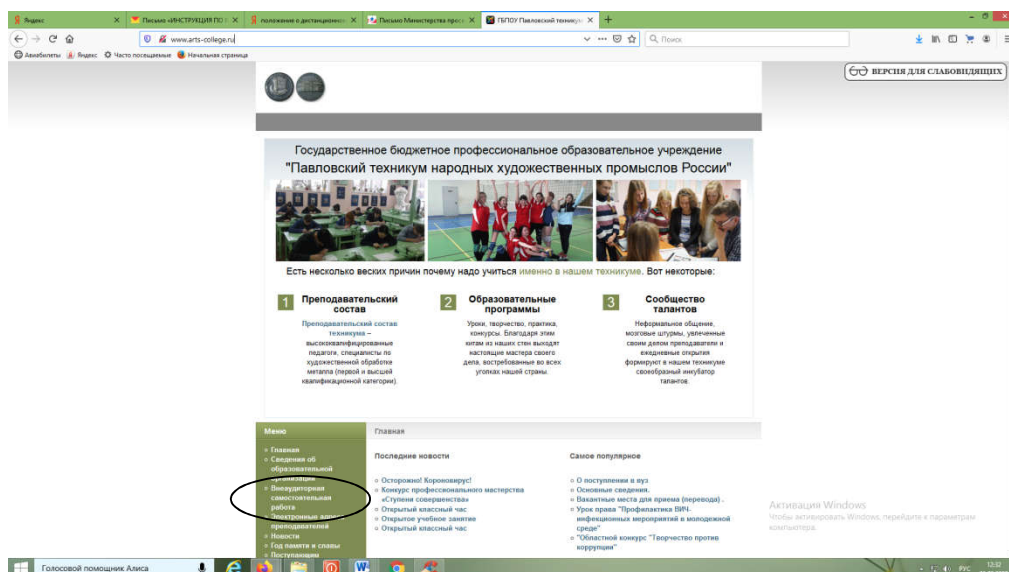 Яндекс
Письмо «ИНСТРУКЦИЯ ПО
положение о дистанционно
Письмо Министерства прос
ГБПОУ Павловский технику
www.arts-college.ru
Поиск
Авиабилеты
Яндекс
Часто посещаемые
Начальная страница
ВЕРСИЯ ДЛЯ СЛАБОВИДЯЩИХ
Государственное бюджетное профессиональное образовательное учреждение
"Павловский техникум народных художественных промыслов России"
Есть несколько веских причин почему надо учиться именно в нашем техникуме. Вот некоторые:
1
Преподавательский
состав
Преподавательский состав
техникума –
высококвалифицированные
педагоги, специалисты по
художественной обработке
металла (первой и высшей
квалификационной категории).
2
Образовательные
программы
Уроки, творчество, практика,
конкурсы. Благодаря этим
китам из наших стен выходят
настоящие мастера своего
дела, востребованные во всех
уголках нашей страны.
3
Сообщество
талантов
Неформальное общение,
мозговые штурмы, увлеченные
своим делом преподаватели и
ежедневные открытия
формируют в нашем техникуме
своеобразный инкубатор
талантов.
Меню
Главная
Сведения об
образовательной
организации
Внеаудиторная
самостоятельная
работа
Электронные адреса
преподавателей
Новости
Год памяти и славы
Поступающим
Главная
Последние новости
Осторожно! Короновирус!
Конкурс профессионального мастерства
«Ступени совершенства»
Открытый классный час
Открытое учебное занятие
Открытый классный час
Самое популярное
О поступлении в вуз
Основные сведения.
Вакантные места для приема (перевода) .
Урок права "Профилактика ВИЧ-
инфекционных мероприятий в молодежной
среде"
"Областной конкурс "Творчество против
коррупции"
Активация Windows
Чтобы активировать Windows, перейдите к параметрам
компьютера.
Голосовой помощник Алиса
РУС
12:32